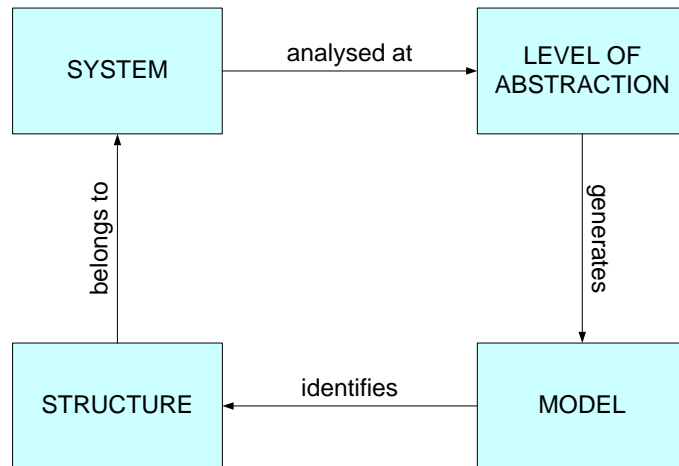 SYSTEM
analysed at
LEVEL OF
ABSTRACTION
belongs to
generates
STRUCTURE
identifies
MODEL